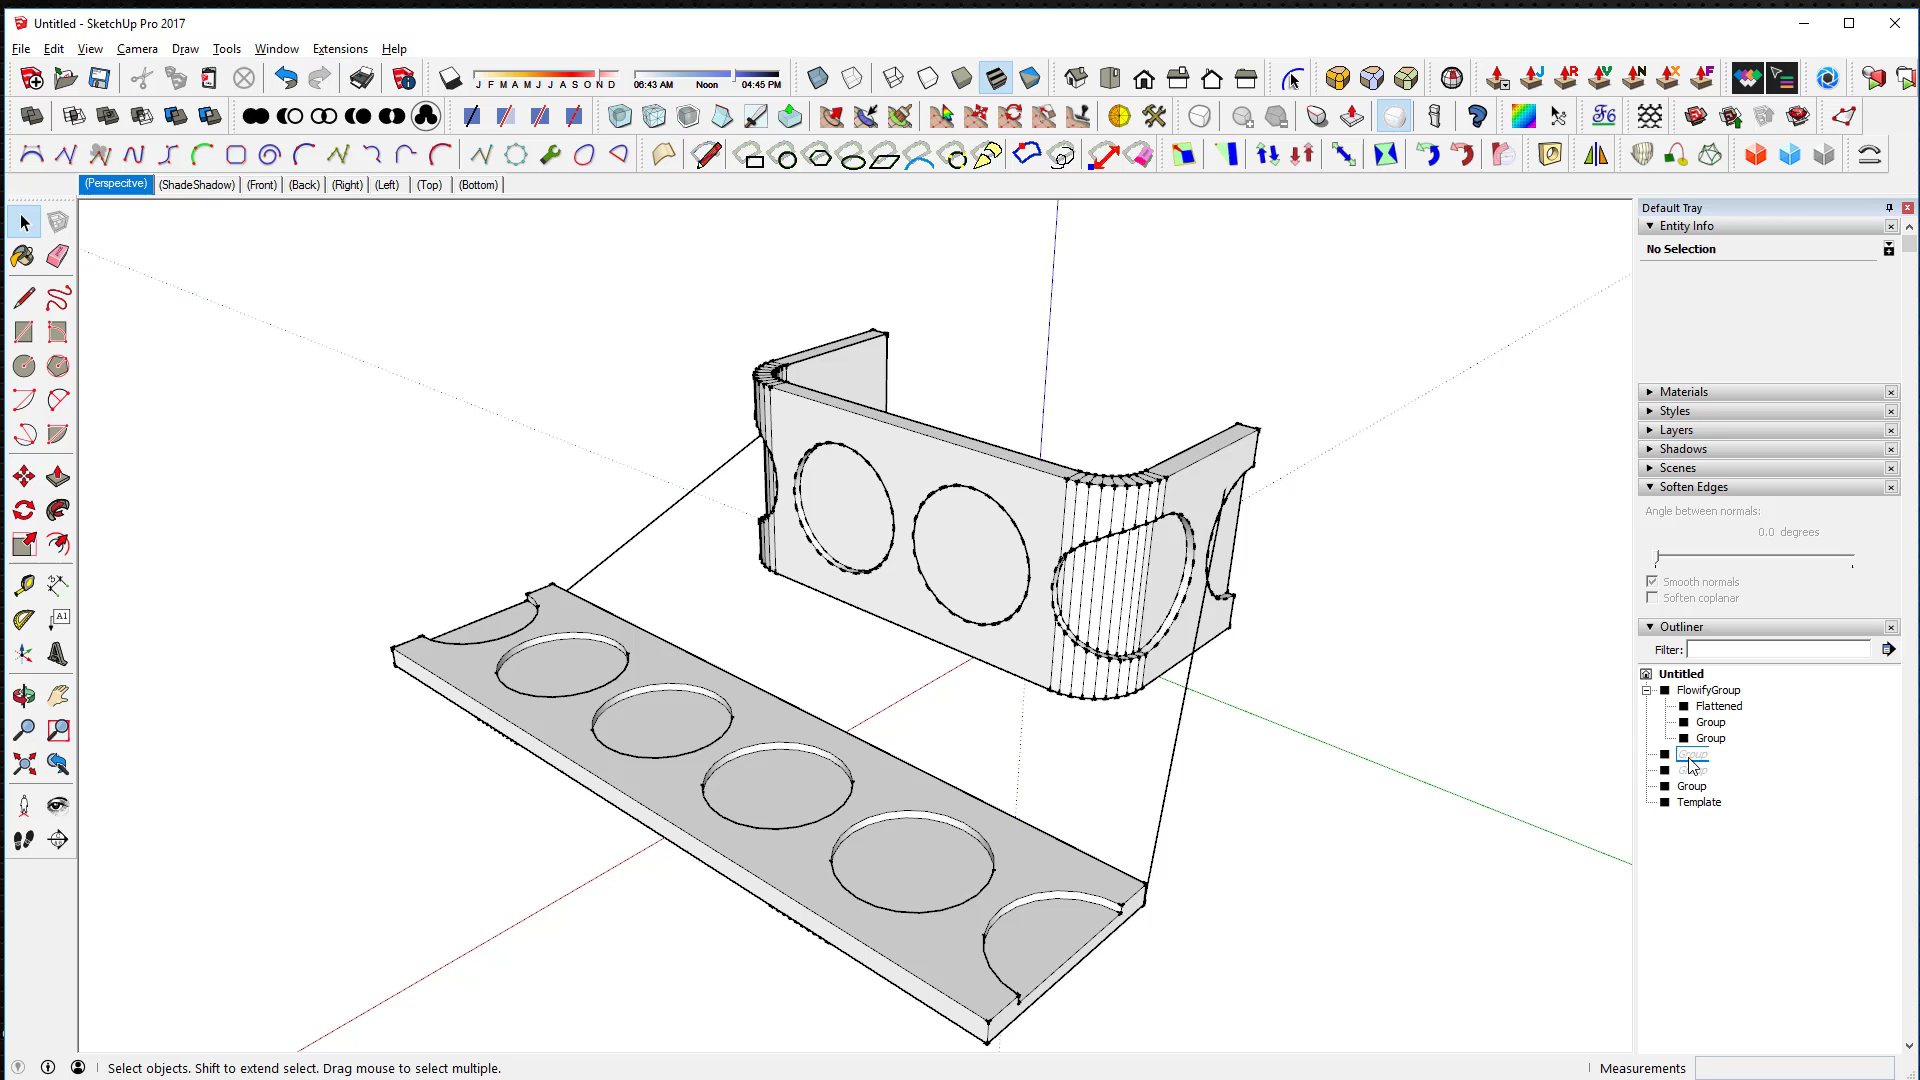 Untitled - SketchUp Pro 2017
File Edit View Camera Draw Tools Window Extensions Help
J F M A M J J A S O N D 06:43 AM Noon 04:45 PM
(Perspective) (ShadeShadow) (Front) (Back) (Right) (Left) (Top) (Bottom)
Default Tray
Entity Info
No Selection
Materials
Styles
Layers
Shadows
Scenes
Soften Edges
Angle between normals:
0.0 degrees
Smooth normals
Soften coplanar
Outliner
Filter:
Untitled
FlowifyGroup
Flattened
Group
Group
Group
Group
Group
Template
Select objects. Shift to extend select. Drag mouse to select multiple.
Measurements